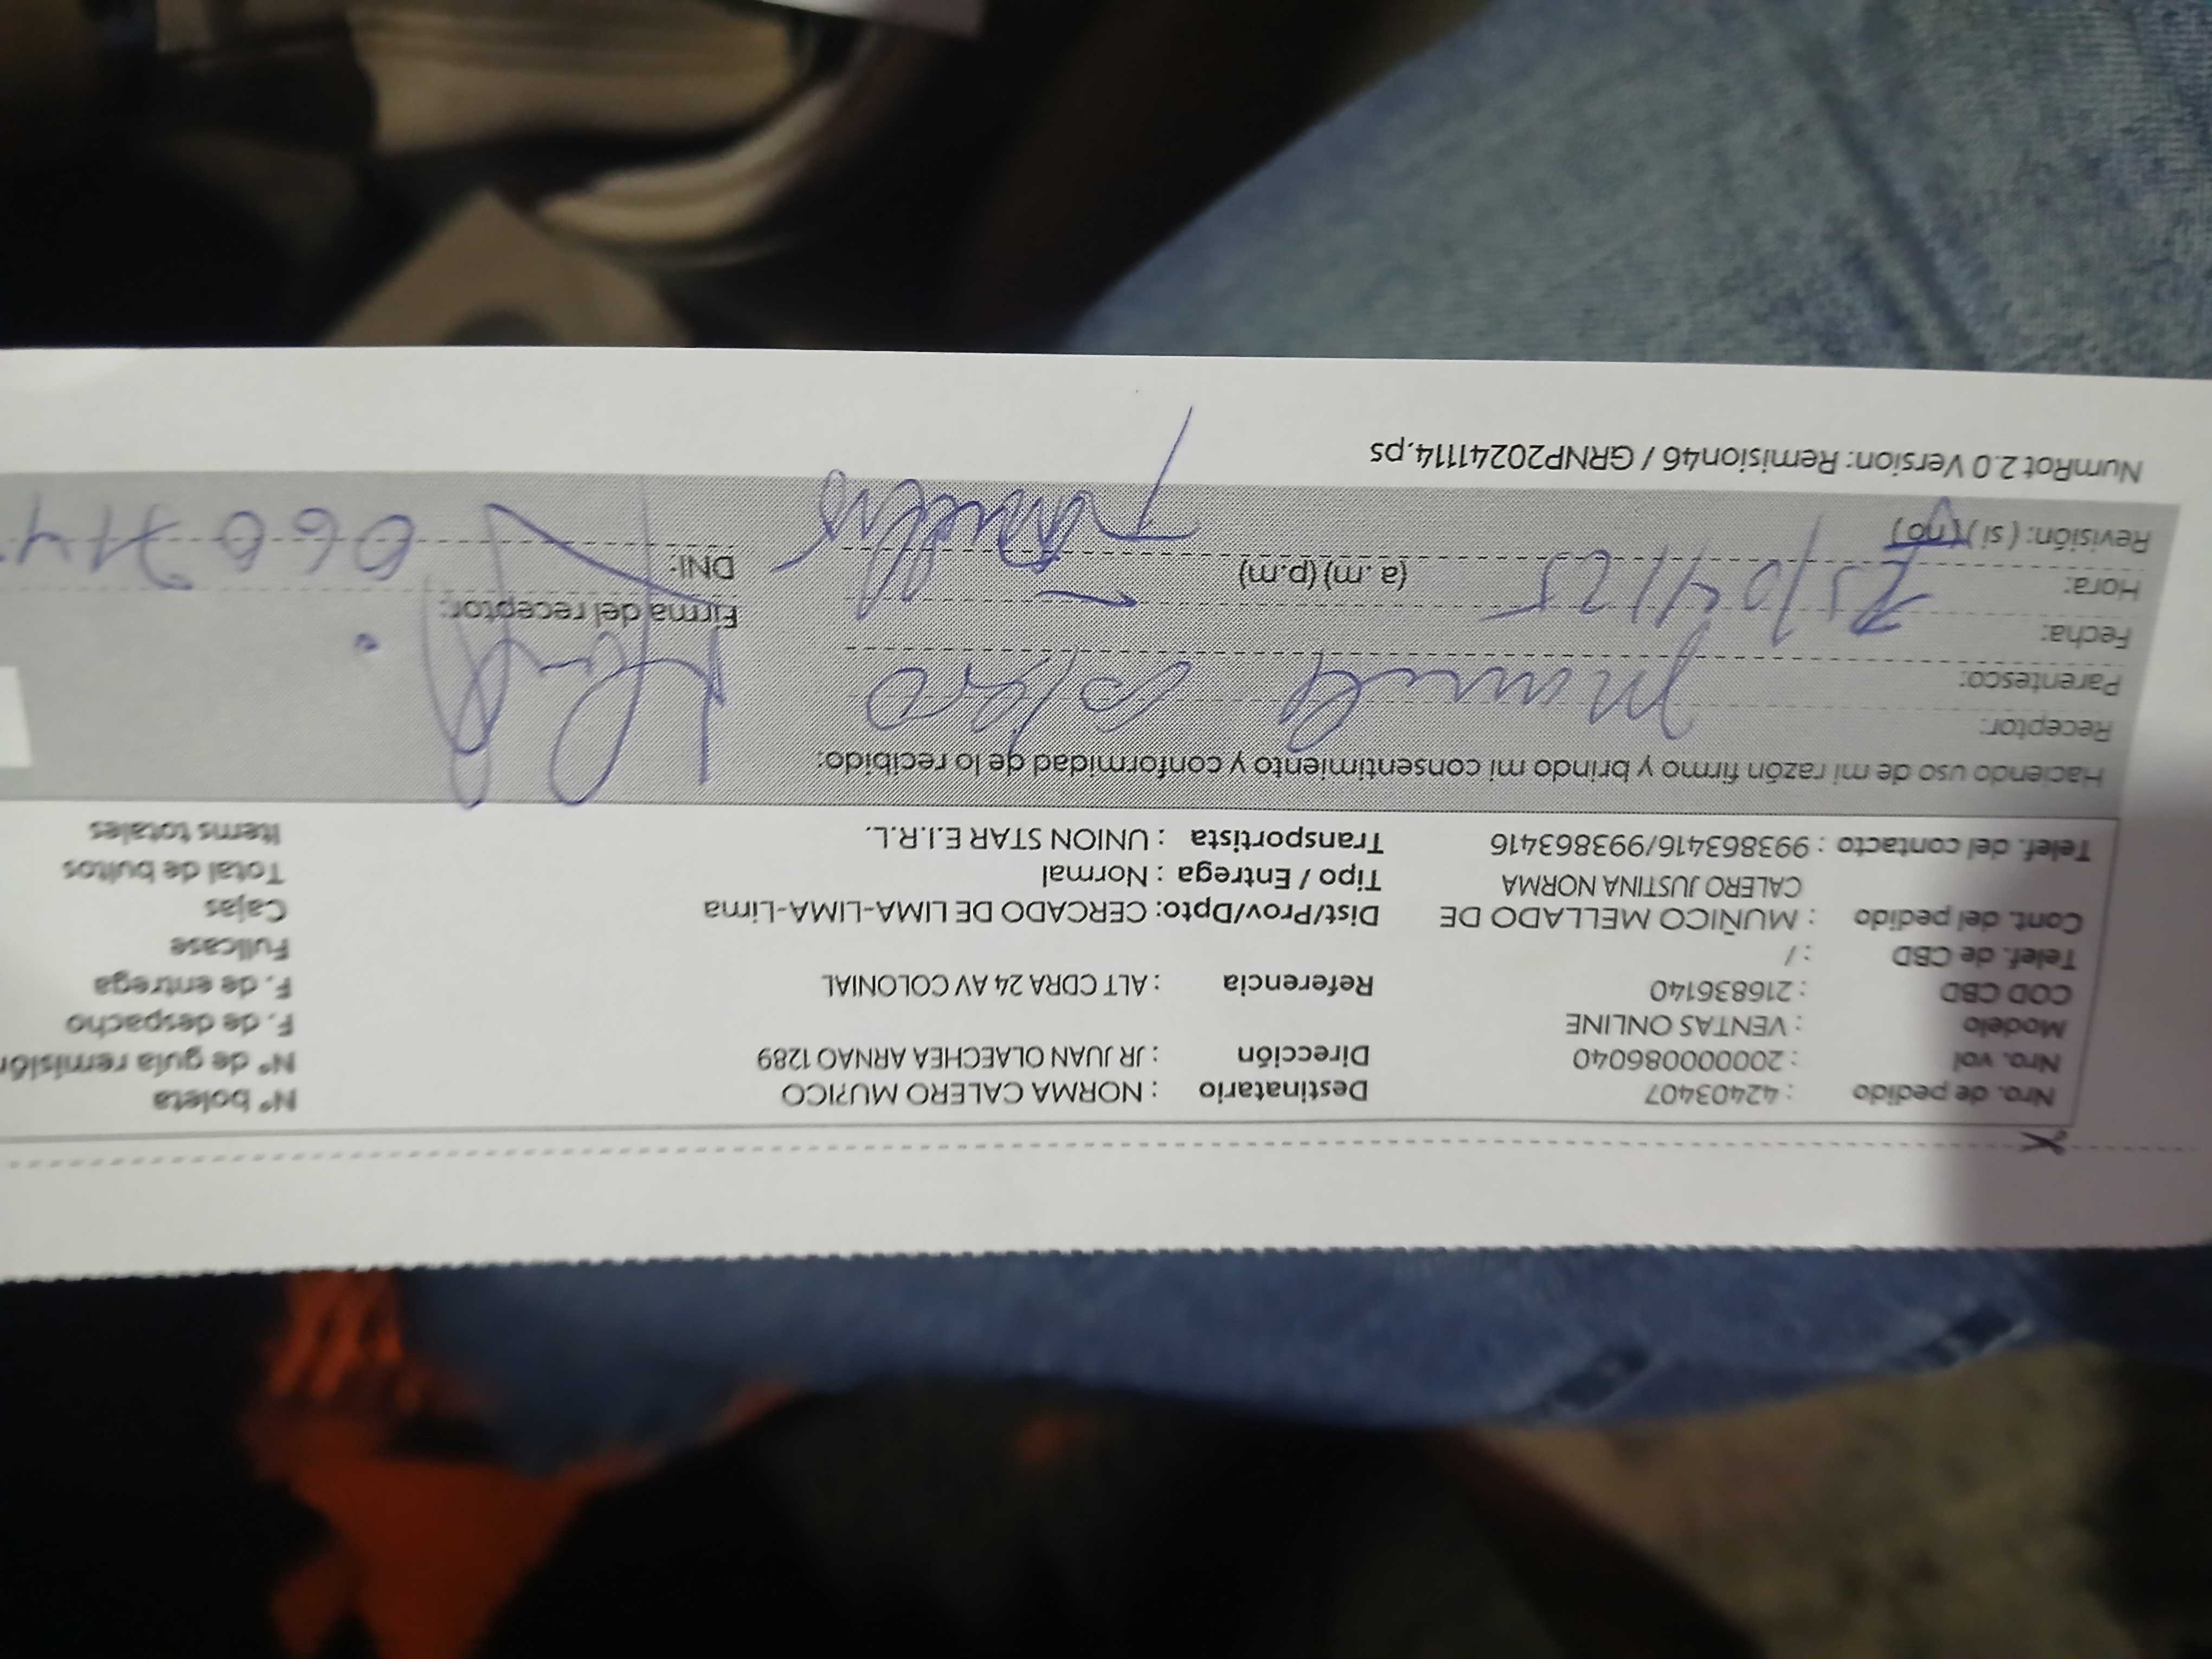 Nro. de pedido : 42403407 Destinatario : NORMA CALERO MU?ICO Nº boleta
Nro. vol : 200000086040 Dirección : JR JUAN OLAECHEA ARNAO 1289 Nº de guía remisión
Modelo : VENTAS ONLINE F. de despacho
COD CBD : 216836140 Referencia : ALT CDRA 24 AV COLONIAL F. de entrega
Telef. de CBD : / Fullcase
Cont. del pedido : MUÑICO MELLADO DE Dist/Prov/Dpto: CERCADO DE LIMA-LIMA-Lima Cajas
CALERO JUSTINA NORMA Tipo / Entrega : Normal Total de bultos
Telef. del contacto : 993863416/993863416 Transportista : UNION STAR E.I.R.L. Items totales
Haciendo uso de mi razón firmo y brindo mi consentimiento y conformidad de lo recibido:
Receptor:
Parentesco:
Fecha: 25/04/25 Firma del receptor:
Hora: (a. m) (p.m) DNI:
Revisión: ( si ) (no)
NumRot 2.0 Version: Remision46 / GRNP20241114.ps